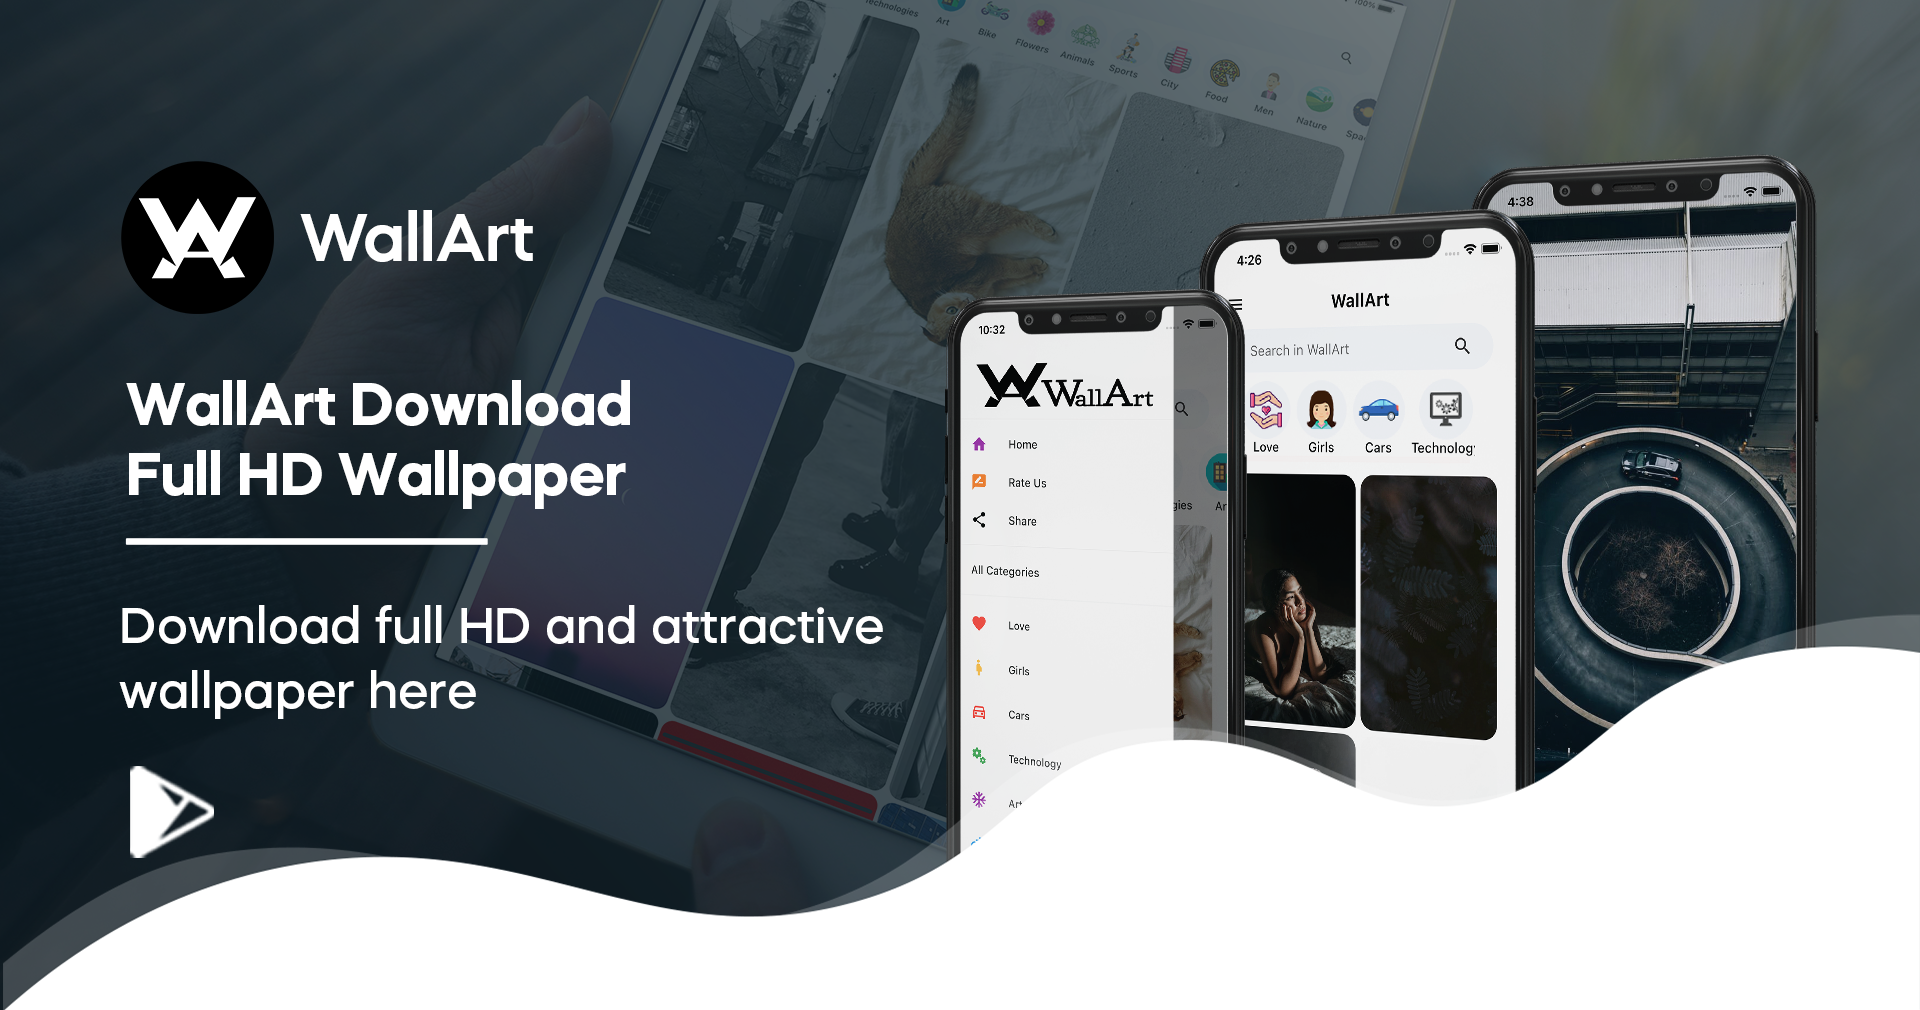 100%
Technologies
Art
Bike
Flowers
Animals
Sports
City
Food
Men
Nature
WallArt
WallArt Download
Full HD Wallpaper
Download full HD and attractive
wallpaper here
10:32
WallArt
Home
Rate Us
Share
All Categories
Love
Girls
Cars
Technology
Art
4:26
WallArt
Search in WallArt
Love
Girls
Cars
Technolog
4:38